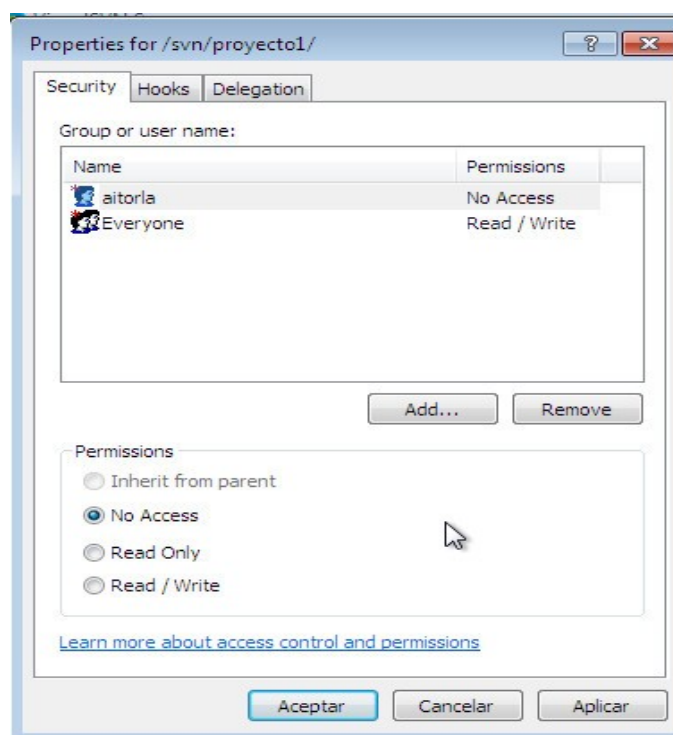 Properties for /svn/proyecto1/
Security Hooks Delegation
Group or user name:
Name Permissions
aitorla No Access
Everyone Read / Write
Add... Remove
Permissions
Inherit from parent
No Access
Read Only
Read / Write
Learn more about access control and permissions
Aceptar Cancelar Aplicar